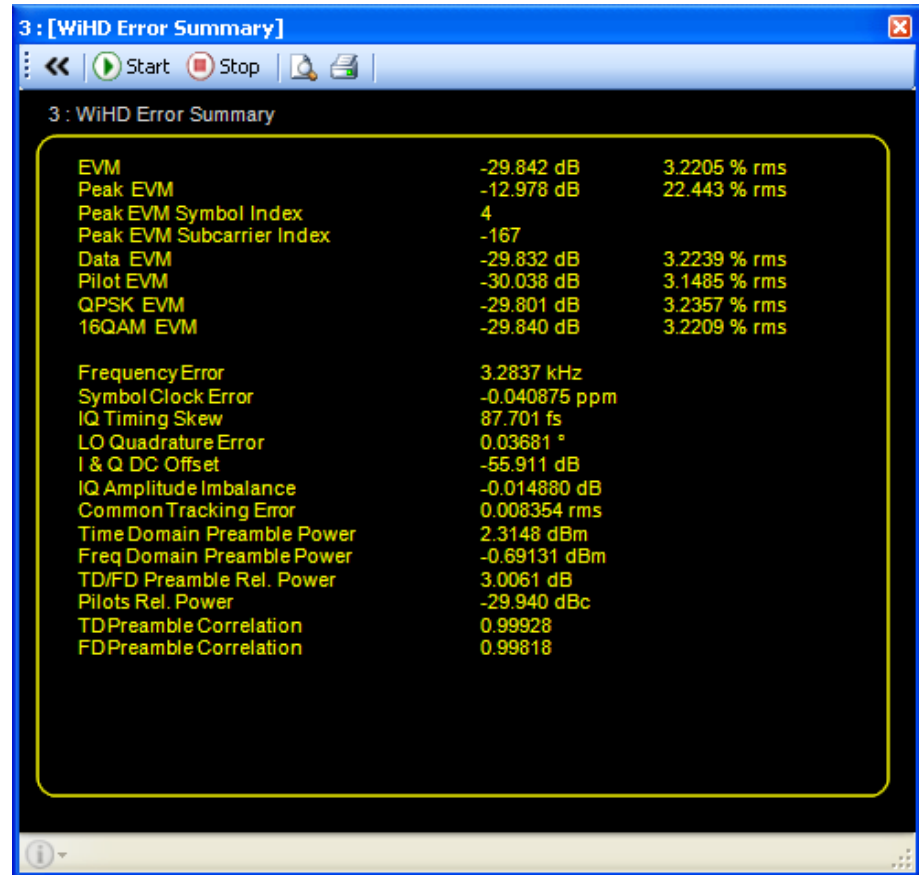 3 : [WiHD Error Summary]
Start Stop
3 : WiHD Error Summary
EVM -29.842 dB 3.2205 % rms
Peak EVM -12.978 dB 22.443 % rms
Peak EVM Symbol Index 4
Peak EVM Subcarrier Index -167
Data EVM -29.832 dB 3.2239 % rms
Pilot EVM -30.038 dB 3.1485 % rms
QPSK EVM -29.801 dB 3.2357 % rms
16QAM EVM -29.840 dB 3.2209 % rms
Frequency Error 3.2837 kHz
Symbol Clock Error -0.040875 ppm
IQ Timing Skew 87.701 fs
LO Quadrature Error 0.03681 °
I & Q DC Offset -55.911 dB
IQ Amplitude Imbalance -0.014880 dB
Common Tracking Error 0.008354 rms
Time Domain Preamble Power 2.3148 dBm
Freq Domain Preamble Power -0.69131 dBm
TD/FD Preamble Rel. Power 3.0061 dB
Pilots Rel. Power -29.940 dBc
TD Preamble Correlation 0.99928
FD Preamble Correlation 0.99818